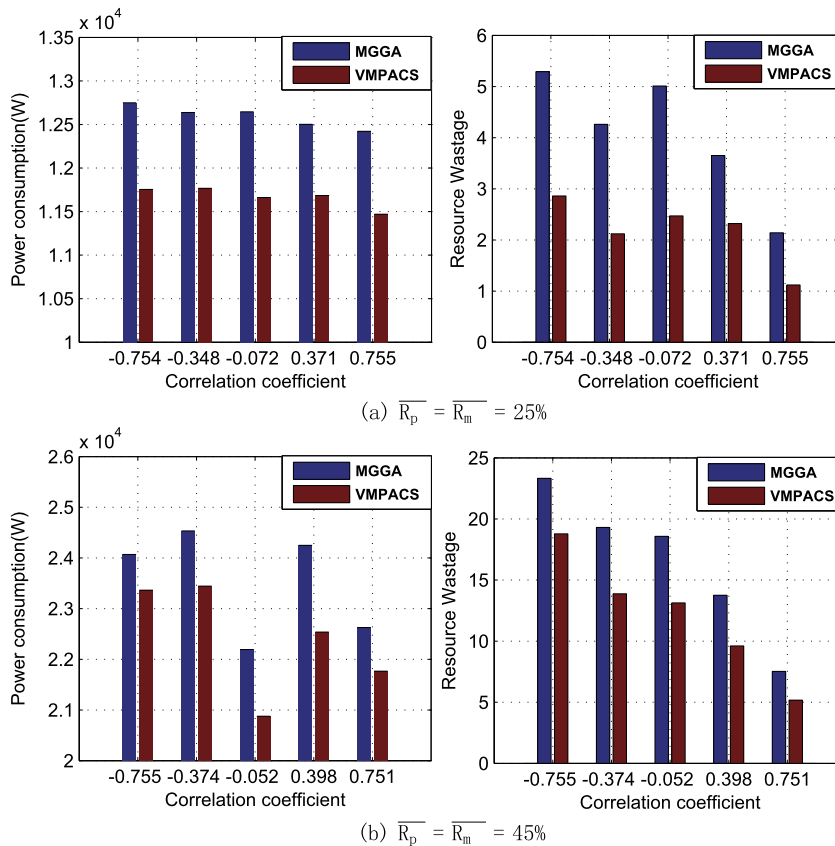 x 10⁴
1.35
1.3
1.25
1.2
1.15
1.1
1.05
1
Power consumption(W)
MGGA
VMPACS
-0.754 -0.348 -0.072 0.371 0.755
Correlation coefficient
6
5
4
3
2
1
0
Resource Wastage
MGGA
VMPACS
-0.754 -0.348 -0.072 0.371 0.755
Correlation coefficient
(a) R̅p̅ = R̅m̅ = 25%
x 10⁴
2.6
2.5
2.4
2.3
2.2
2.1
2
Power consumption(W)
MGGA
VMPACS
-0.755 -0.374 -0.052 0.398 0.751
Correlation coefficient
25
20
15
10
5
0
Resource Wastage
MGGA
VMPACS
-0.755 -0.374 -0.052 0.398 0.751
Correlation coefficient
(b) R̅p̅ = R̅m̅ = 45%